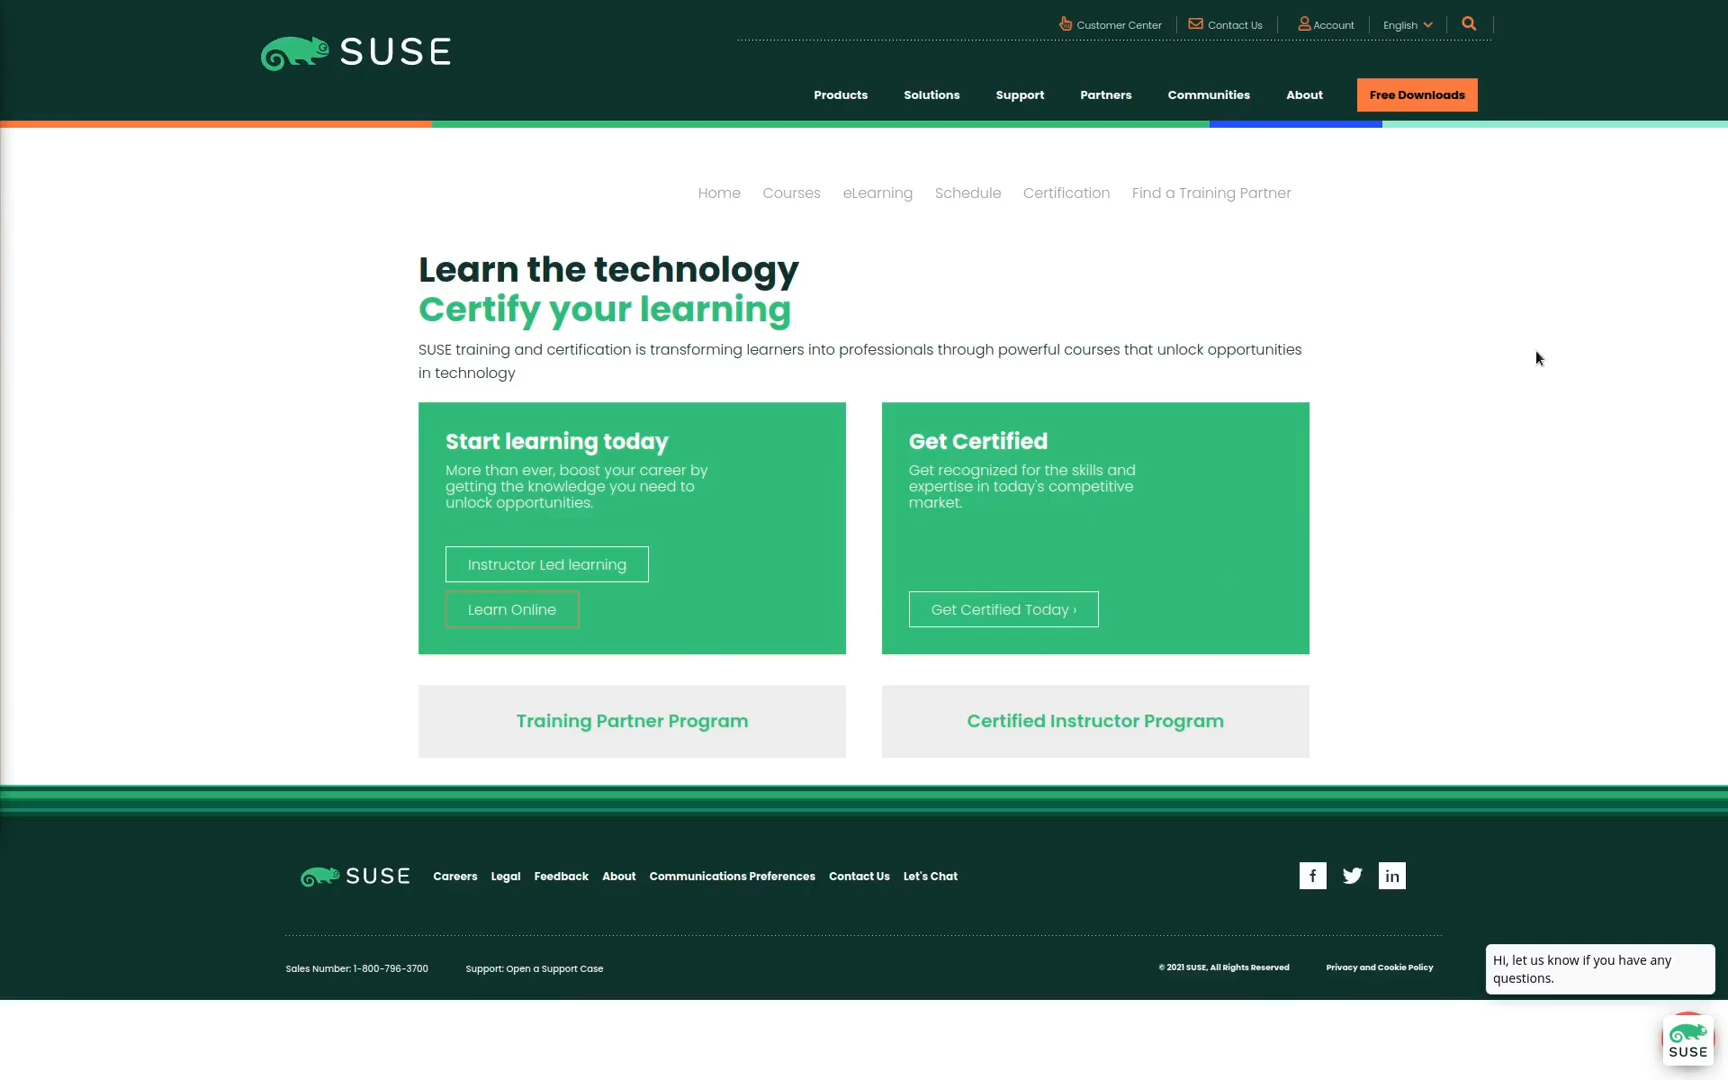 Customer Center
Contact Us
Account
English
SUSE
Products
Solutions
Support
Partners
Communities
About
Free Downloads
Home
Courses
eLearning
Schedule
Certification
Find a Training Partner
Learn the technology
Certify your learning
SUSE training and certification is transforming learners into professionals through powerful courses that unlock opportunities
in technology
Start learning today
More than ever, boost your career by
getting the knowledge you need to
unlock opportunities.
Instructor Led learning
Learn Online
Get Certified
Get recognized for the skills and
expertise in today's competitive
market.
Get Certified Today ›
Training Partner Program
Certified Instructor Program
SUSE
Careers
Legal
Feedback
About
Communications Preferences
Contact Us
Let's Chat
f
in
Sales Number: 1-800-796-3700
Support: Open a Support Case
© 2021 SUSE, All Rights Reserved
Privacy and Cookie Policy
Hi, let us know if you have any
questions.
SUSE